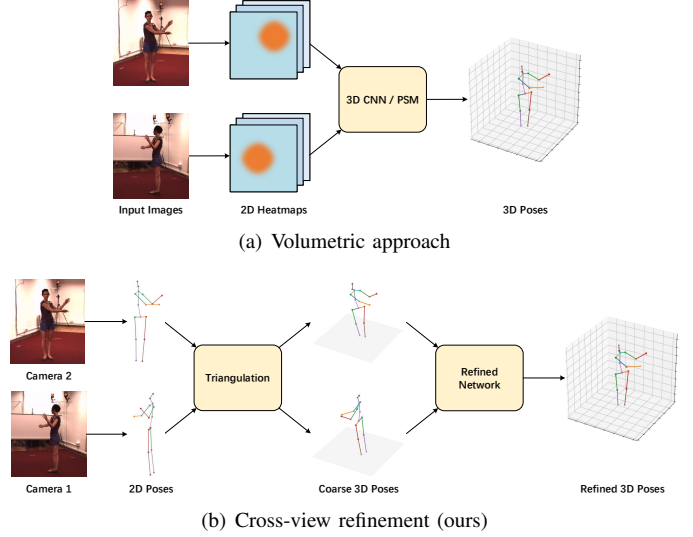 3D CNN / PSM
Input Images
2D Heatmaps
3D Poses
(a) Volumetric approach
Camera 2
Triangulation
Refined
Network
Camera 1
2D Poses
Coarse 3D Poses
Refined 3D Poses
(b) Cross-view refinement (ours)